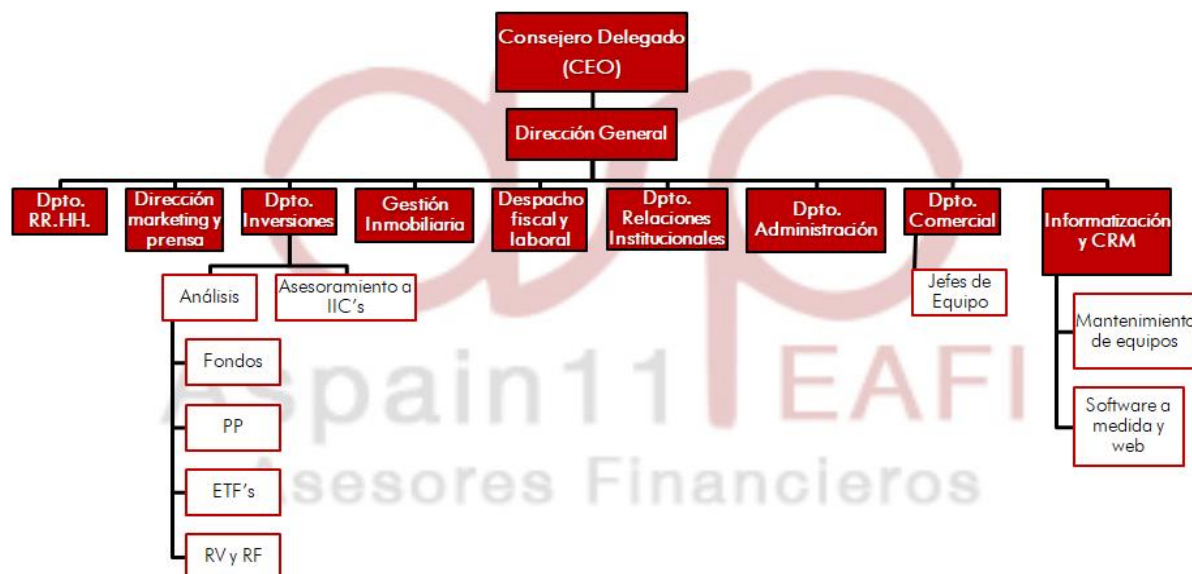 Consejero Delegado
(CEO)
Dirección General
Dpto.
RR.HH.
Dirección
marketing y
prensa
Dpto.
Inversiones
Gestión
Inmobiliaria
Despacho
fiscal y
laboral
Dpto.
Relaciones
Institucionales
Dpto.
Administración
Dpto.
Comercial
Informatización
y CRM
Análisis
Asesoramiento a
IIC's
Jefes de
Equipo
Fondos
PP
ETF's
RV y RF
Mantenimiento
de equipos
Software a
medida y
web
Aspain11 EAFI
Asesores Financieros